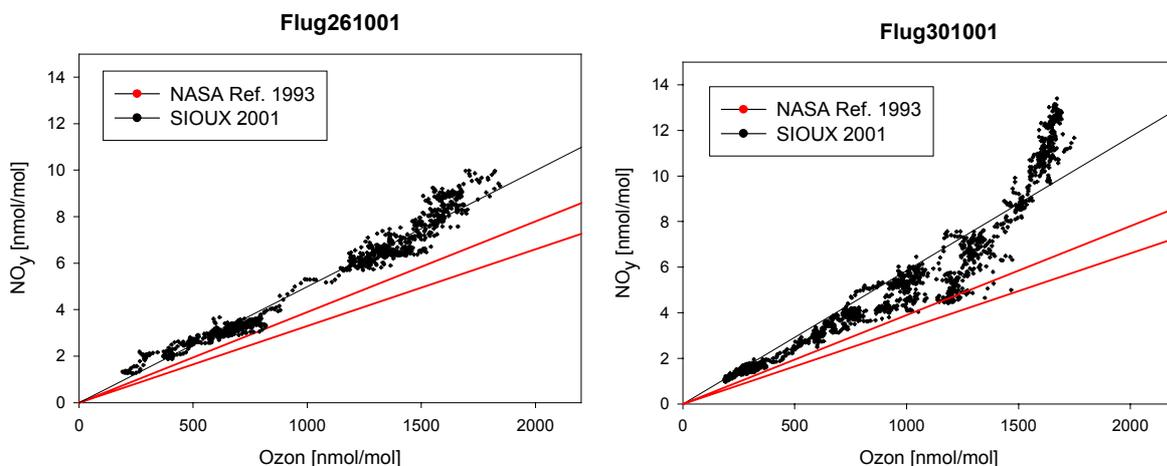 Flug261001
NASA Ref. 1993
SIOUX 2001
14
12
10
8
6
4
2
0
NOy [nmol/mol]
0 500 1000 1500 2000
Ozon [nmol/mol]
Flug301001
NASA Ref. 1993
SIOUX 2001
14
12
10
8
6
4
2
0
NOy [nmol/mol]
0 500 1000 1500 2000
Ozon [nmol/mol]